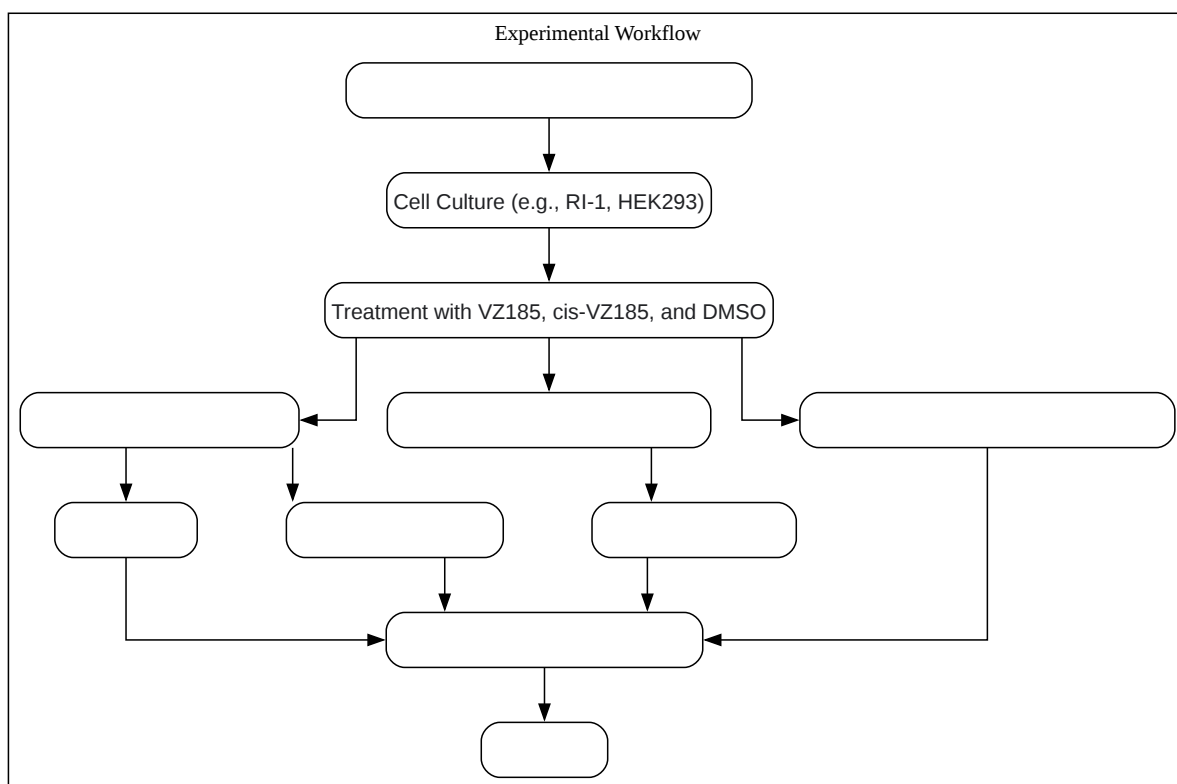 Experimental Workflow
Cell Culture (e.g., RI-1, HEK293)
Treatment with VZ185, cis-VZ185, and DMSO